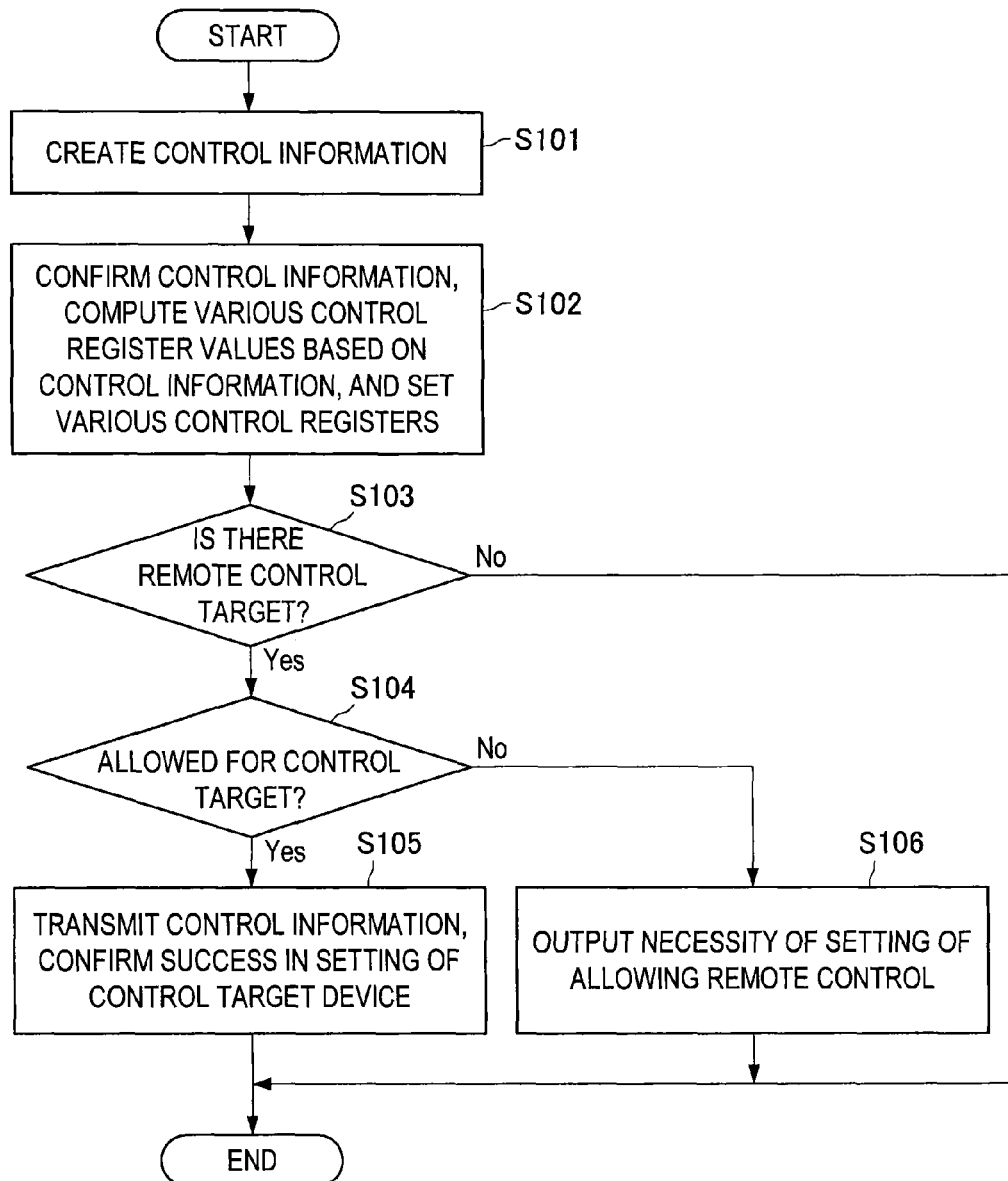 START
CREATE CONTROL INFORMATION
S101
CONFIRM CONTROL INFORMATION,
COMPUTE VARIOUS CONTROL
REGISTER VALUES BASED ON
CONTROL INFORMATION, AND SET
VARIOUS CONTROL REGISTERS
S102
S103
IS THERE
REMOTE CONTROL
TARGET?
No
Yes
S104
ALLOWED FOR CONTROL
TARGET?
No
Yes
S105
TRANSMIT CONTROL INFORMATION,
CONFIRM SUCCESS IN SETTING OF
CONTROL TARGET DEVICE
S106
OUTPUT NECESSITY OF SETTING OF
ALLOWING REMOTE CONTROL
END